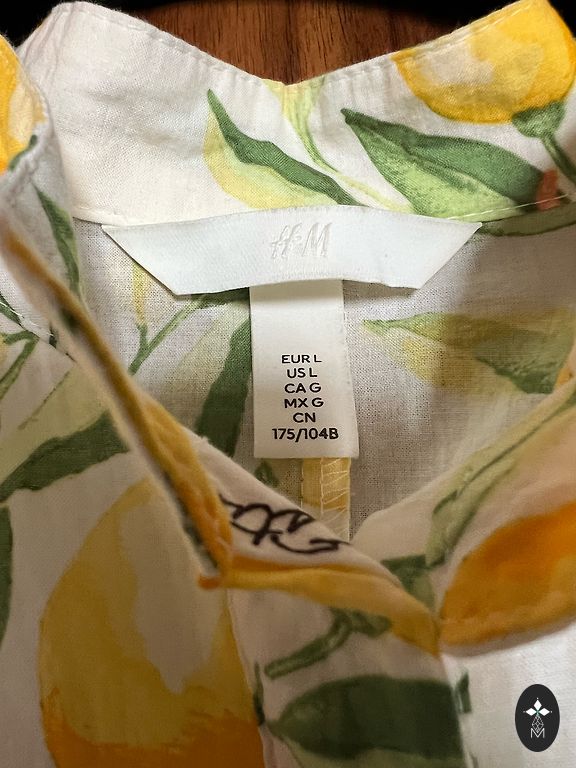 H&M
EUR L
US L
CA G
MX G
CN
175/104B